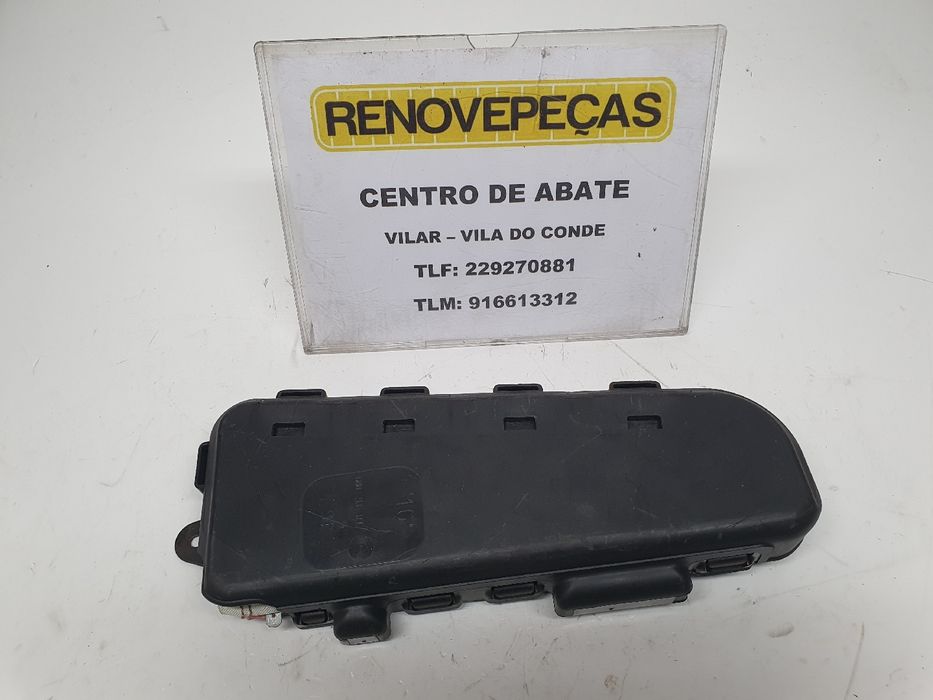 RENOVEPEÇAS
CENTRO DE ABATE
VILAR – VILA DO CONDE
TLF: 229270881
TLM: 916613312